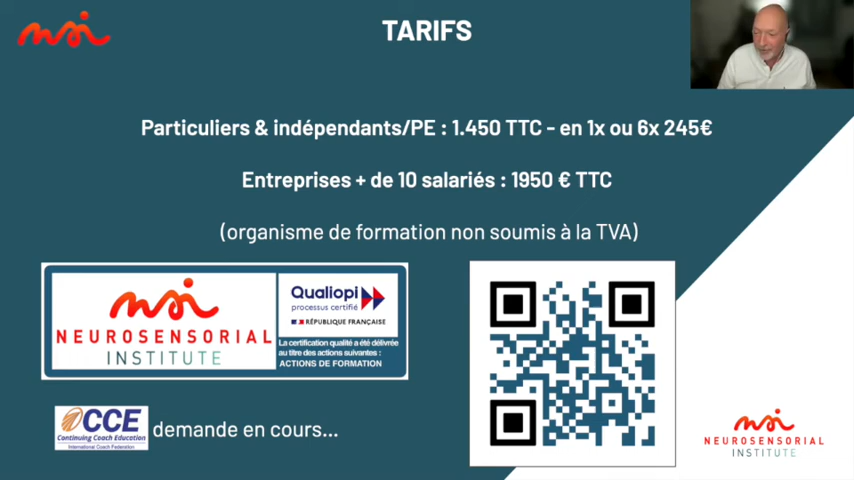 nsi
TARIFS
Particuliers & indépendants/PE : 1.450 TTC - en 1x ou 6x 245€
Entreprises + de 10 salariés : 1950 € TTC
(organisme de formation non soumis à la TVA)
nsi
NEUROSENSORIAL
INSTITUTE
Qualiopi
processus certifié
RÉPUBLIQUE FRANÇAISE
La certification qualité a été délivrée
au titre des actions suivantes :
ACTIONS DE FORMATION
CCE
Continuing Coach Education
International Coach Federation
demande en cours...
nsi
NEUROSENSORIAL
INSTITUTE